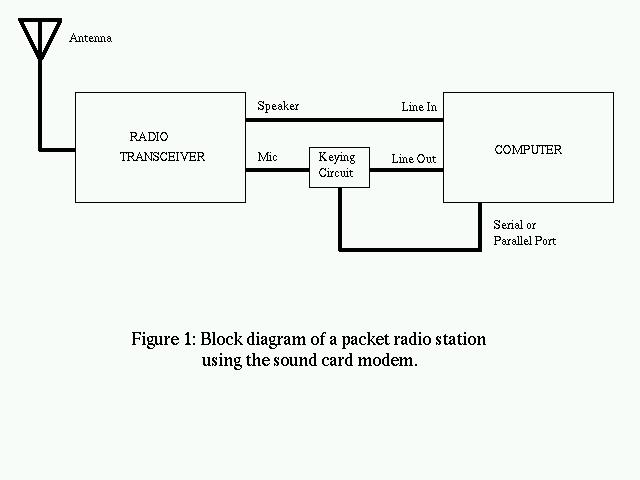 Antenna
Speaker
Line In
RADIO
TRANSCEIVER
Mic
Keying
Circuit
Line Out
COMPUTER
Serial or
Parallel Port
Figure 1: Block diagram of a packet radio station
using the sound card modem.